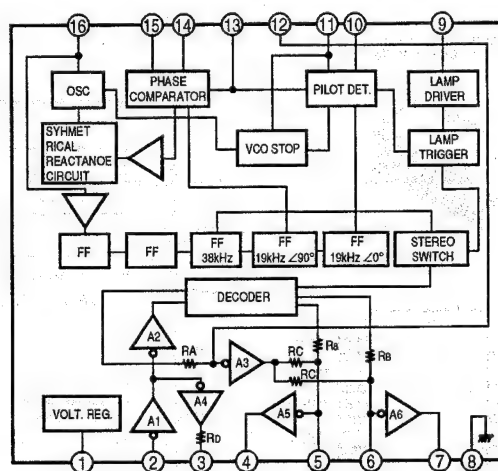 16 15 14 13 12 11 10 9
OSC
PHASE
COMPARATOR
PILOT DET.
LAMP
DRIVER
SYHMET
RICAL
REACTANOE
CIRCUIT
VCO STOP
LAMP
TRIGGER
FF
FF
FF
38kHz
FF
19kHz ∠90°
FF
19kHz ∠0°
STEREO
SWITCH
DECODER
A2
RA
A3
RC
RC
RB
RB
A4
VOLT. REG.
A1
RD
A5
A6
1 2 3 4 5 6 7 8